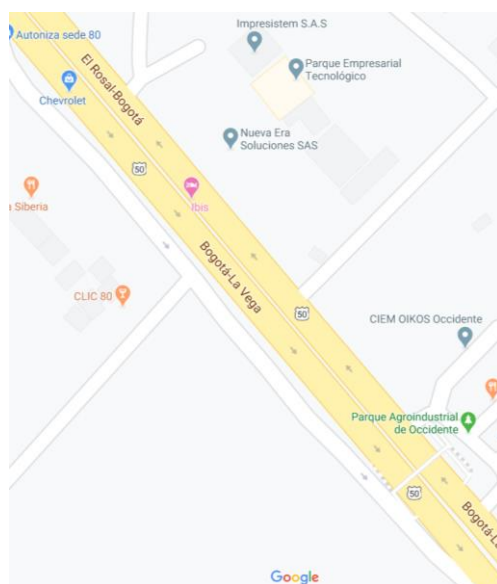 Impresistem S.A.S
Autoniza sede 80
El Rosal-Bogotá
Parque Empresarial
Tecnológico
Chevrolet
Nueva Era
Soluciones SAS
50
Siberia
Ibis
Bogotá-La Vega
CLIC 80
50
CIEM OIKOS Occidente
Parque Agroindustrial
de Occidente
50
Bogotá-La
Google